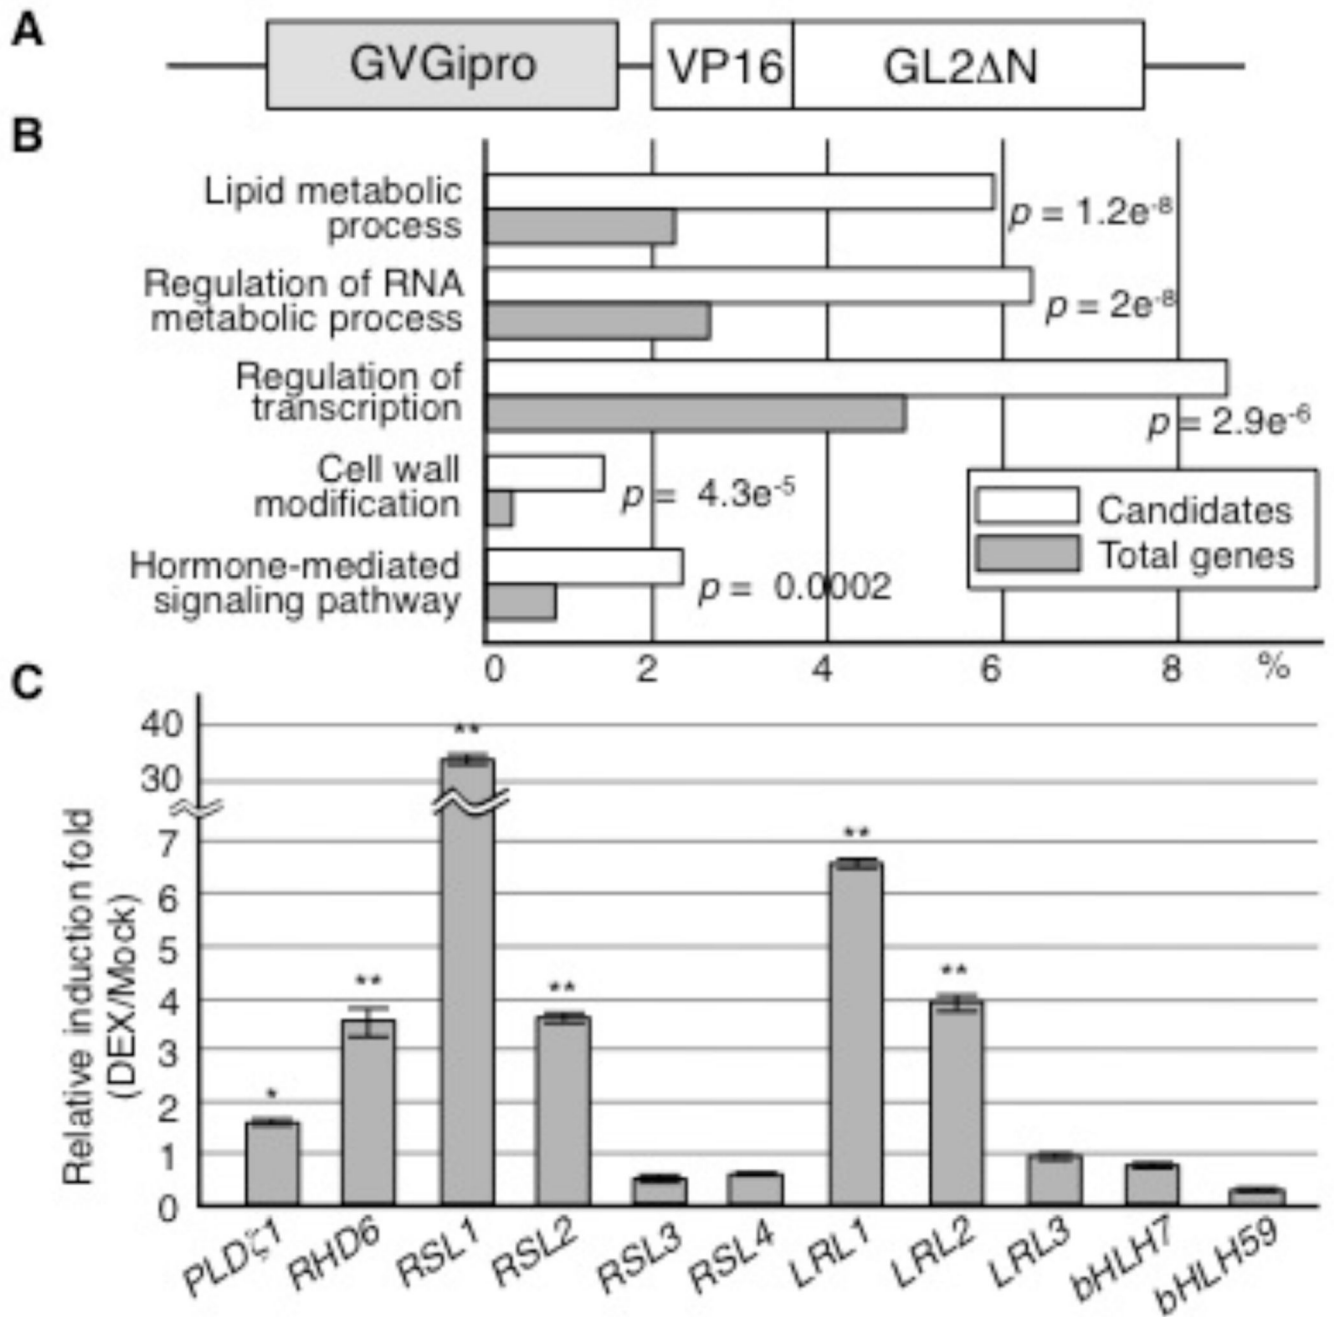 A
GVGipro VP16 GL2ΔN
B
Lipid metabolic
process
p = 1.2e-8
Regulation of RNA
metabolic process
p = 2e-8
Regulation of
transcription
p = 2.9e-6
Cell wall
modification
p = 4.3e-5
Hormone-mediated
signaling pathway
p = 0.0002
Candidates
Total genes
0 2 4 6 8 %
C
Relative induction fold
(DEX/Mock)
40
30
7
6
5
4
3
2
1
0
*
**
**
**
**
**
PLDζ1 RHD6 RSL1 RSL2 RSL3 RSL4 LRL1 LRL2 LRL3 bHLH7 bHLH59